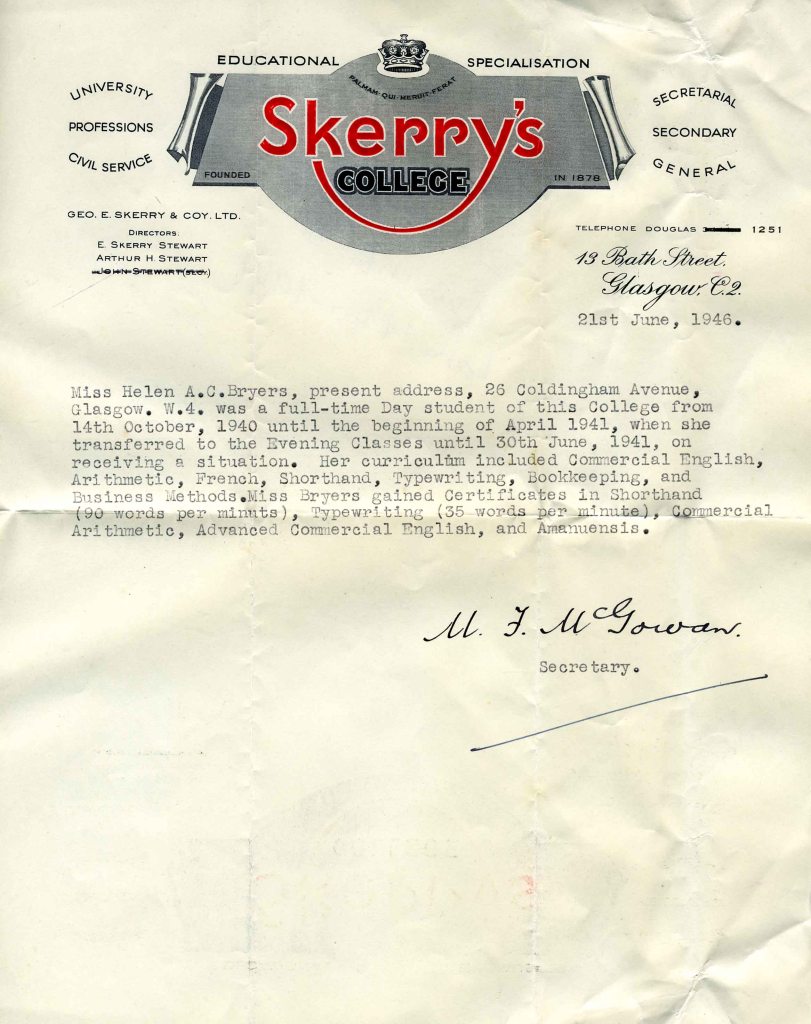 EDUCATIONAL SPECIALISATION
PALMAM·QUI·MERUIT·FERAT
UNIVERSITY
PROFESSIONS
CIVIL SERVICE
Skerry's
COLLEGE
FOUNDED IN 1878
SECRETARIAL
SECONDARY
GENERAL
GEO. E. SKERRY & COY. LTD.
DIRECTORS:
E. SKERRY STEWART
ARTHUR H. STEWART
JOHN STEWART (SECY.)
TELEPHONE DOUGLAS 1251
13 Bath Street,
Glasgow, C.2.
21st June, 1946.
Miss Helen A.C.Bryers, present address, 26 Coldingham Avenue,
Glasgow. W.4. was a full-time Day student of this College from
14th October, 1940 until the beginning of April 1941, when she
transferred to the Evening Classes until 30th June, 1941, on
receiving a situation. Her curriculum included Commercial English,
Arithmetic, French, Shorthand, Typewriting, Bookkeeping, and
Business Methods.Miss Bryers gained Certificates in Shorthand
(90 words per minuts), Typewriting (35 words per minute), Commercial
Arithmetic, Advanced Commercial English, and Amanuensis.
M. F. McGowan.
Secretary.